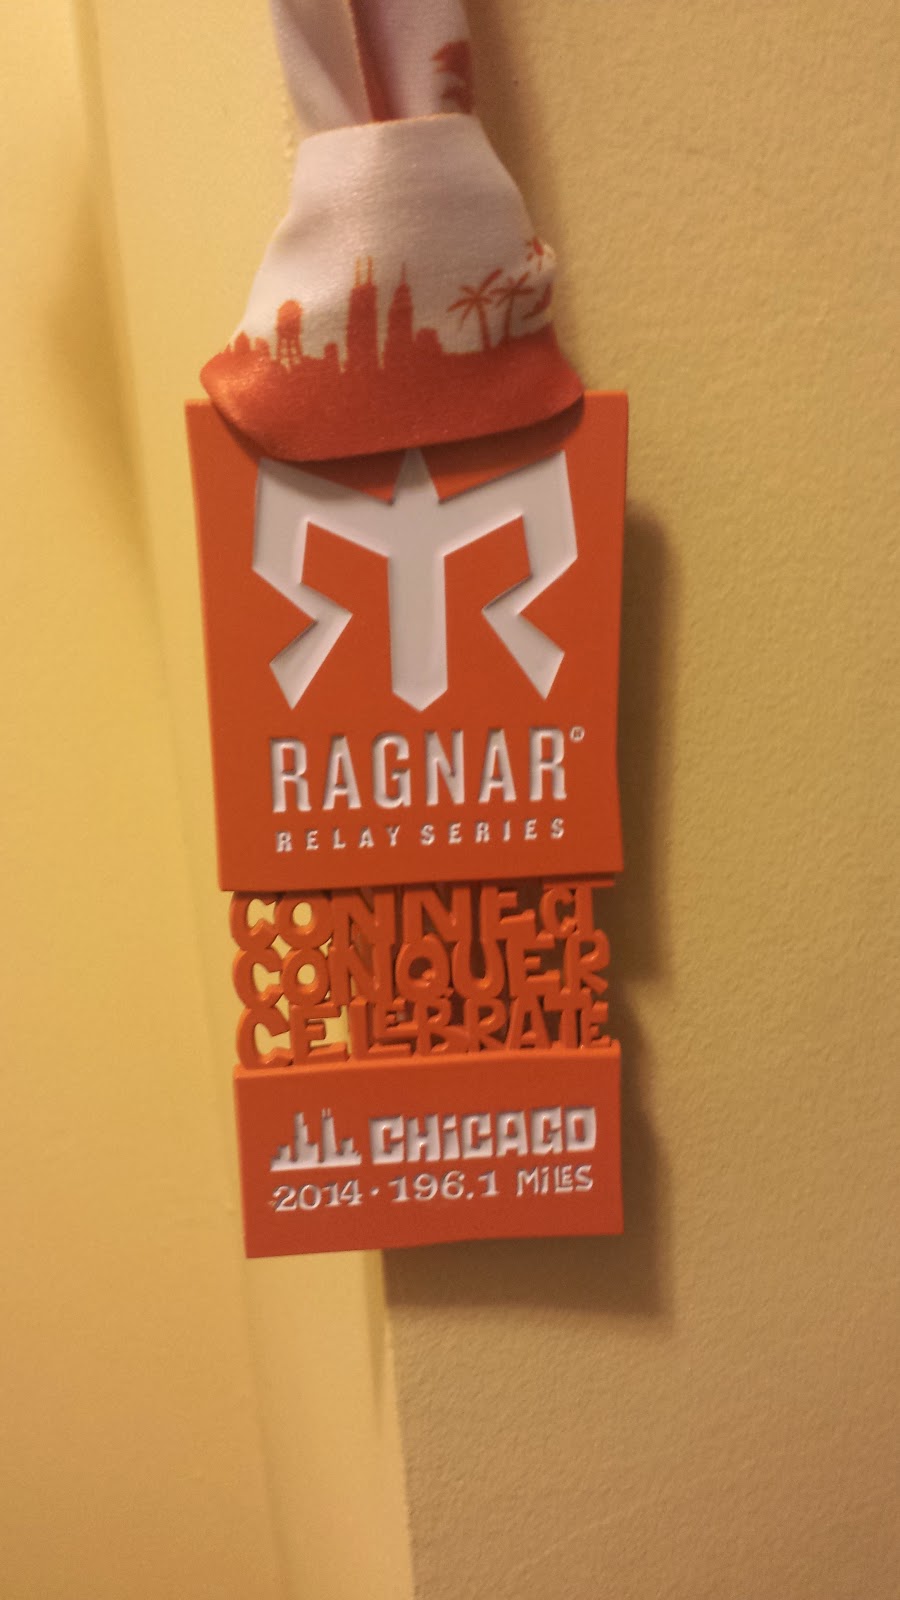 RAGNAR®
RELAY SERIES
CONNECT
CONQUER
CELEBRATE
CHiCAGO
2014 · 196.1 MiLES